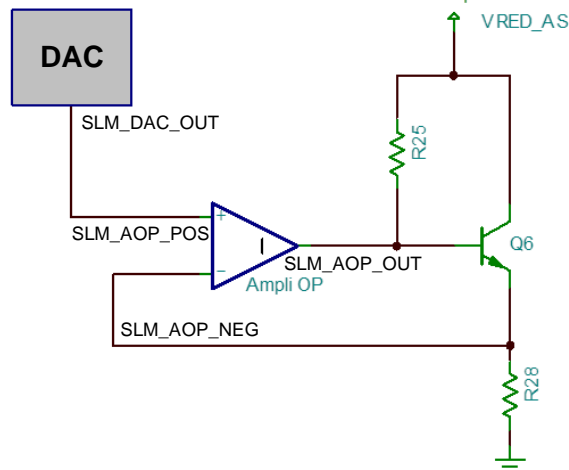 VRED_AS
DAC
SLM_DAC_OUT
R25
+
SLM_AOP_POS
Q6
SLM_AOP_OUT
−
Ampli OP
SLM_AOP_NEG
R28